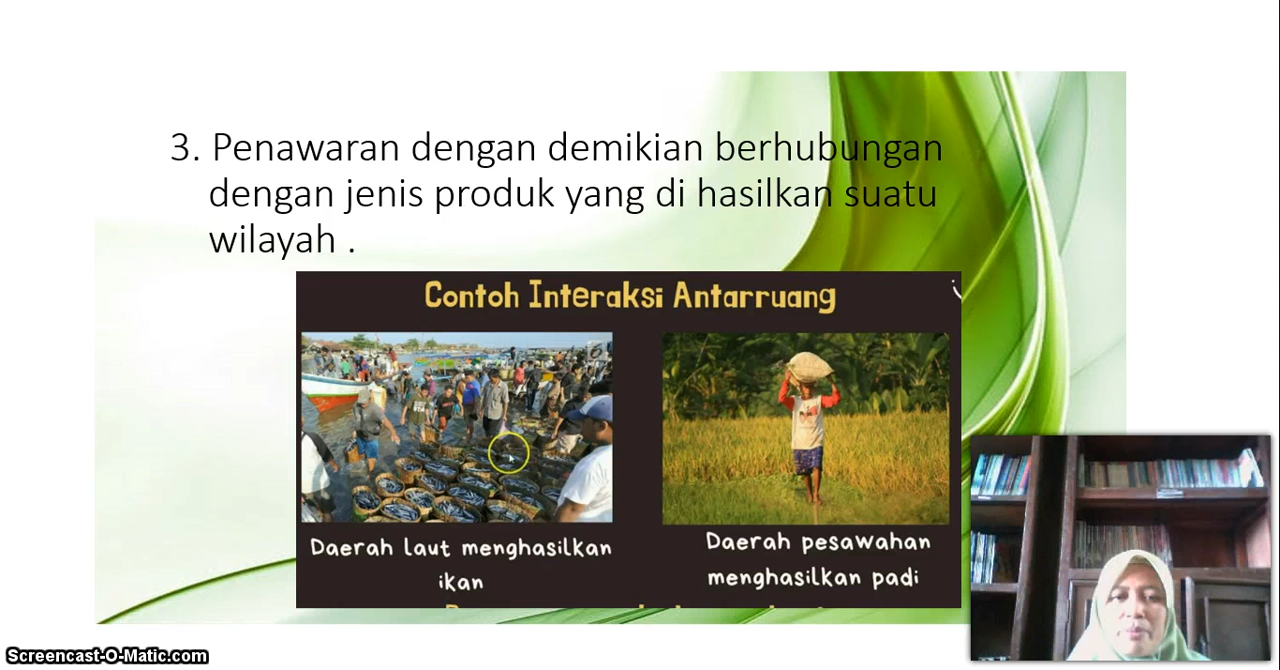 3. Penawaran dengan demikian berhubungan
dengan jenis produk yang di hasilkan suatu
wilayah .
Contoh Interaksi Antarruang
Daerah laut menghasilkan
ikan
Daerah pesawahan
menghasilkan padi
Screencast-O-Matic.com